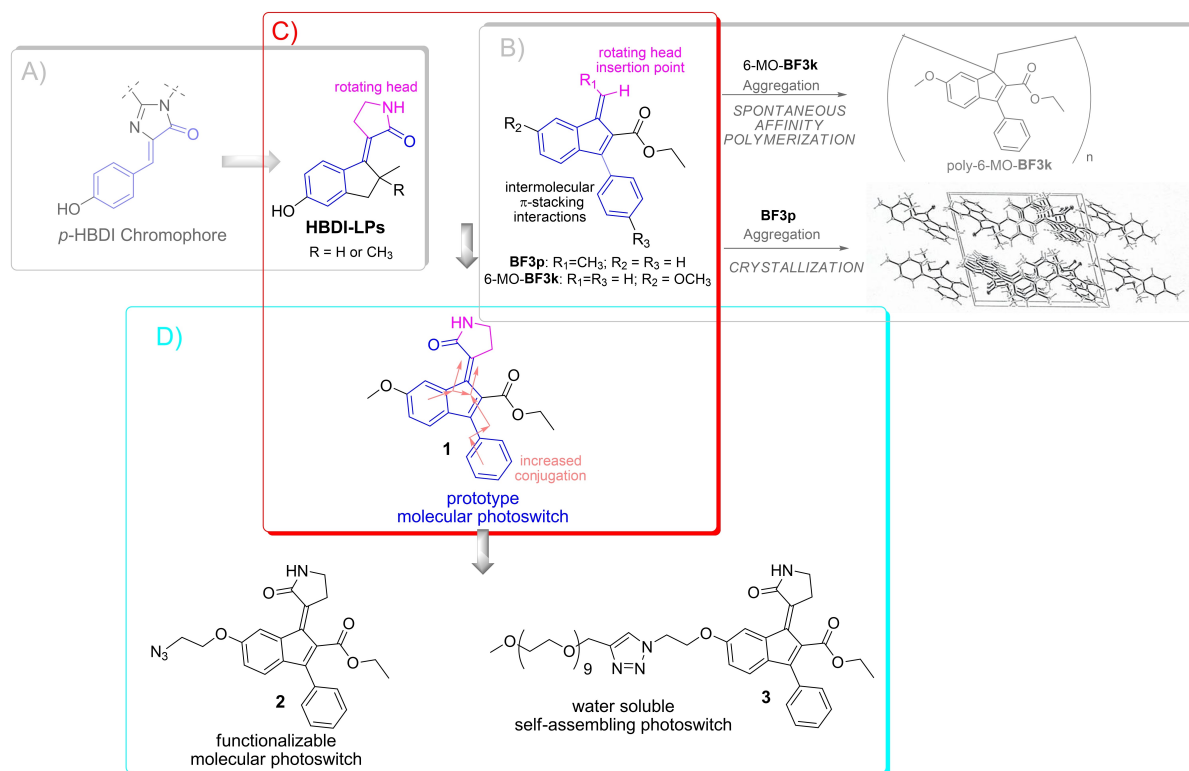 A)
N
N
O
HO
p-HBDI Chromophore
C)
rotating head
NH
O
R
HO
HBDI-LPs
R = H or CH3
B)
rotating head
insertion point
R1
H
R2
O
O
intermolecular
π-stacking
interactions
R3
BF3p: R1=CH3; R2 = R3 = H
6-MO-BF3k: R1=R3 = H; R2 = OCH3
6-MO-BF3k
Aggregation
SPONTANEOUS
AFFINITY
POLYMERIZATION
O
O
O
poly-6-MO-BF3k
n
BF3p
Aggregation
CRYSTALLIZATION
D)
HN
O
O
O
O
1
increased
conjugation
prototype
molecular photoswitch
HN
O
O
O
O
N3
2
functionalizable
molecular photoswitch
HN
O
O
O
O
O
O
9
N
N=N
3
water soluble
self-assembling photoswitch